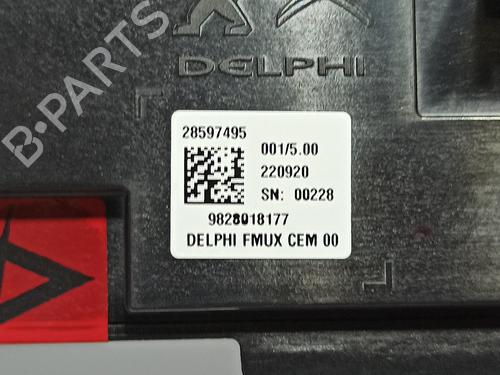 B-PARTS
DELPHI
28597495
001/5.00
220920
SN: 00228
9828018177
DELPHI FMUX CEM 00